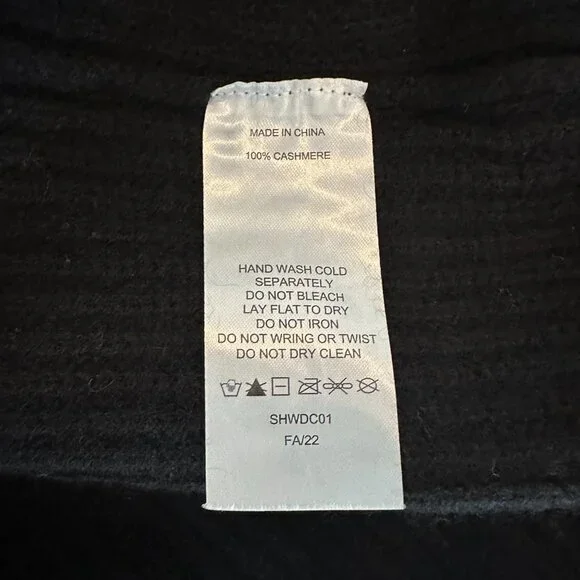 MADE IN CHINA
100% CASHMERE
HAND WASH COLD
SEPARATELY
DO NOT BLEACH
LAY FLAT TO DRY
DO NOT IRON
DO NOT WRING OR TWIST
DO NOT DRY CLEAN
SHWDC01
FA/22